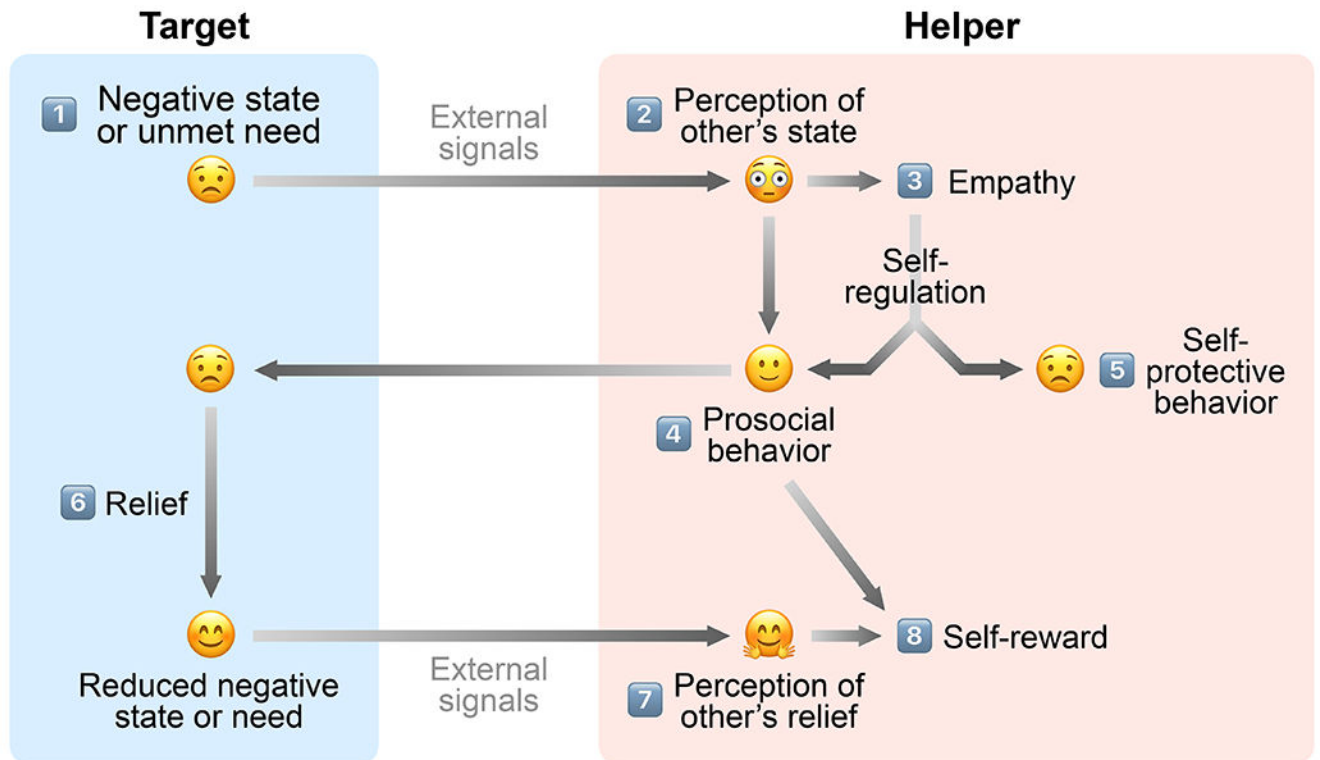 Target
Helper
1
Negative state
or unmet need
External
signals
2
Perception of
other's state
3
Empathy
Self-
regulation
4
Prosocial
behavior
5
Self-
protective
behavior
6
Relief
Reduced negative
state or need
External
signals
7
Perception of
other's relief
8
Self-reward